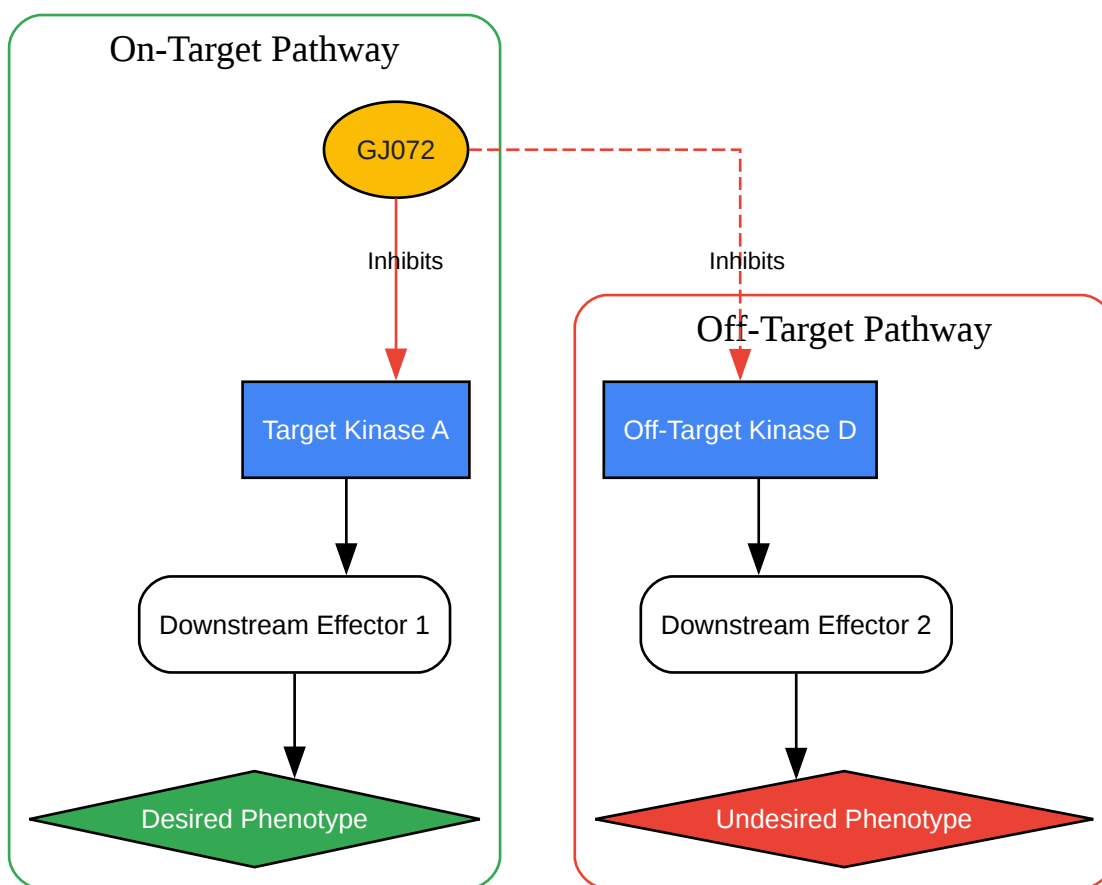 On-Target Pathway
GJ072
Inhibits
Inhibits
Off-Target Pathway
Target Kinase A
Off-Target Kinase D
Downstream Effector 1
Downstream Effector 2
Desired Phenotype
Undesired Phenotype